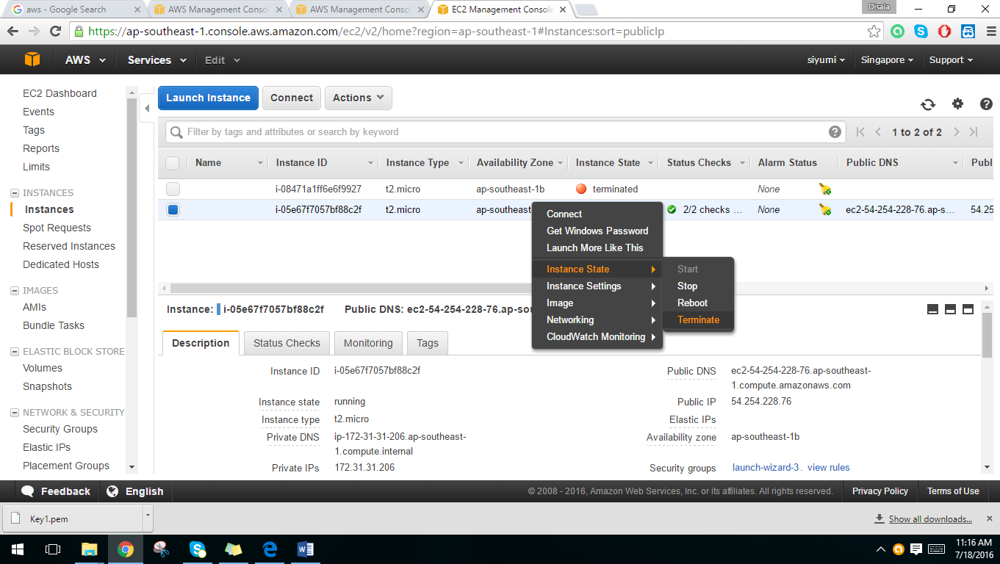 aws - Google Search
AWS Management Consol
AWS Management Consol
EC2 Management Console
Disala
https://ap-southeast-1.console.aws.amazon.com/ec2/v2/home?region=ap-southeast-1#Instances:sort=publicIp
AWS Services Edit siyumi Singapore Support
EC2 Dashboard
Events
Tags
Reports
Limits
INSTANCES
Instances
Spot Requests
Reserved Instances
Dedicated Hosts
IMAGES
AMIs
Bundle Tasks
ELASTIC BLOCK STORE
Volumes
Snapshots
NETWORK & SECURITY
Security Groups
Elastic IPs
Placement Groups
Launch Instance Connect Actions
Filter by tags and attributes or search by keyword
1 to 2 of 2
Name Instance ID Instance Type Availability Zone Instance State Status Checks Alarm Status Public DNS Publ
i-08471a1ff6e6f9927 t2.micro ap-southeast-1b terminated None
i-05e67f7057bf88c2f t2.micro ap-southeast 2/2 checks ... None ec2-54-254-228-76.ap-s... 54.25
Connect
Get Windows Password
Launch More Like This
Instance State
Instance Settings
Image
Networking
CloudWatch Monitoring
Start
Stop
Reboot
Terminate
Instance: i-05e67f7057bf88c2f Public DNS: ec2-54-254-228-76.ap-sou
Description Status Checks Monitoring Tags
Instance ID i-05e67f7057bf88c2f
Instance state running
Instance type t2.micro
Private DNS ip-172-31-31-206.ap-southeast-
1.compute.internal
Private IPs 172.31.31.206
Public DNS ec2-54-254-228-76.ap-southeast-
1.compute.amazonaws.com
Public IP 54.254.228.76
Elastic IPs
Availability zone ap-southeast-1b
Security groups launch-wizard-3. view rules
Feedback English © 2008 - 2016, Amazon Web Services, Inc. or its affiliates. All rights reserved. Privacy Policy Terms of Use
Key1.pem Show all downloads...
11:16 AM
7/18/2016